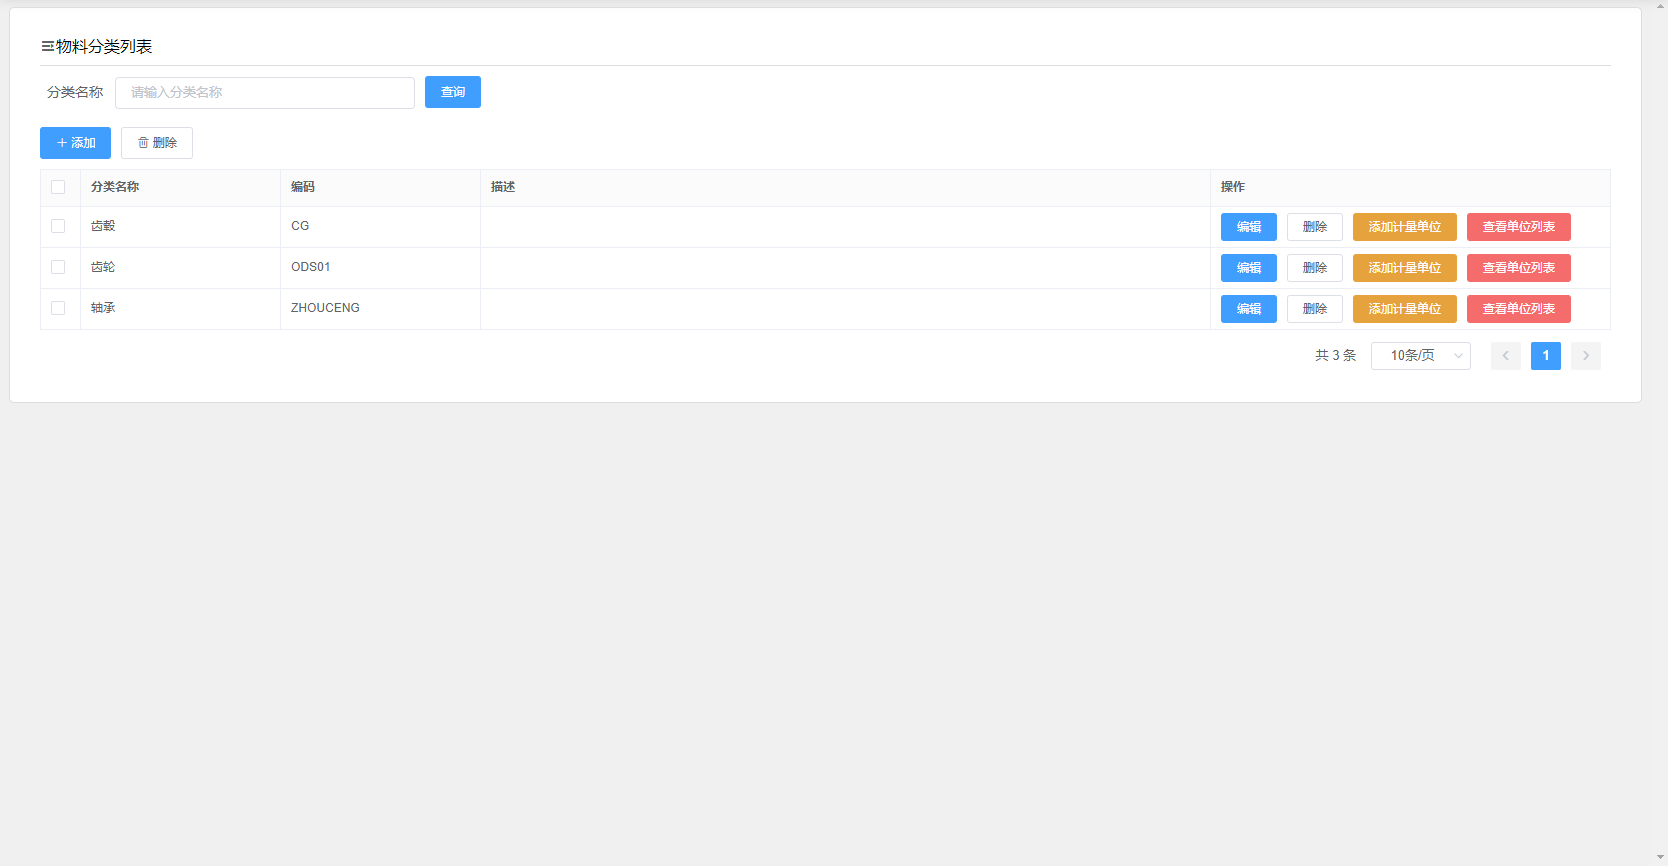 物料分类列表
分类名称 请输入分类名称 查询
添加 删除
分类名称 编码 描述 操作
齿毂 CG 编辑 删除 添加计量单位 查看单位列表
齿轮 ODS01 编辑 删除 添加计量单位 查看单位列表
轴承 ZHOUCENG 编辑 删除 添加计量单位 查看单位列表
共 3 条 10条/页 1